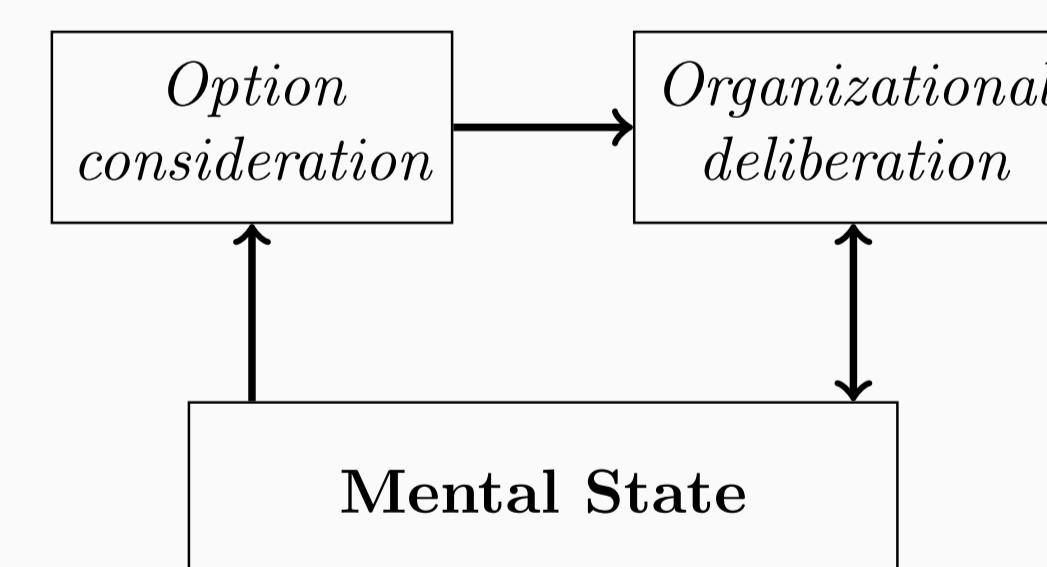 Option
consideration
Organizational
deliberation
Mental State